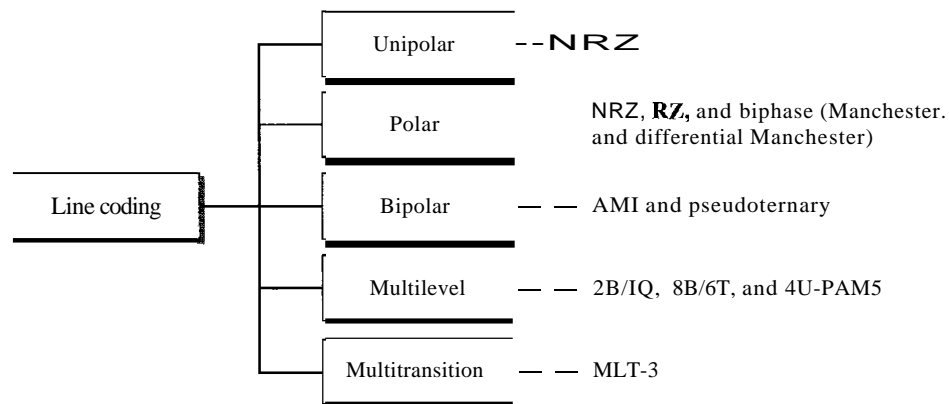 Unipolar -- NRZ
Polar NRZ, RZ, and biphase (Manchester.
and differential Manchester)
Line coding
Bipolar — — AMI and pseudoternary
Multilevel — — 2B/IQ, 8B/6T, and 4U-PAM5
Multitransition — — MLT-3